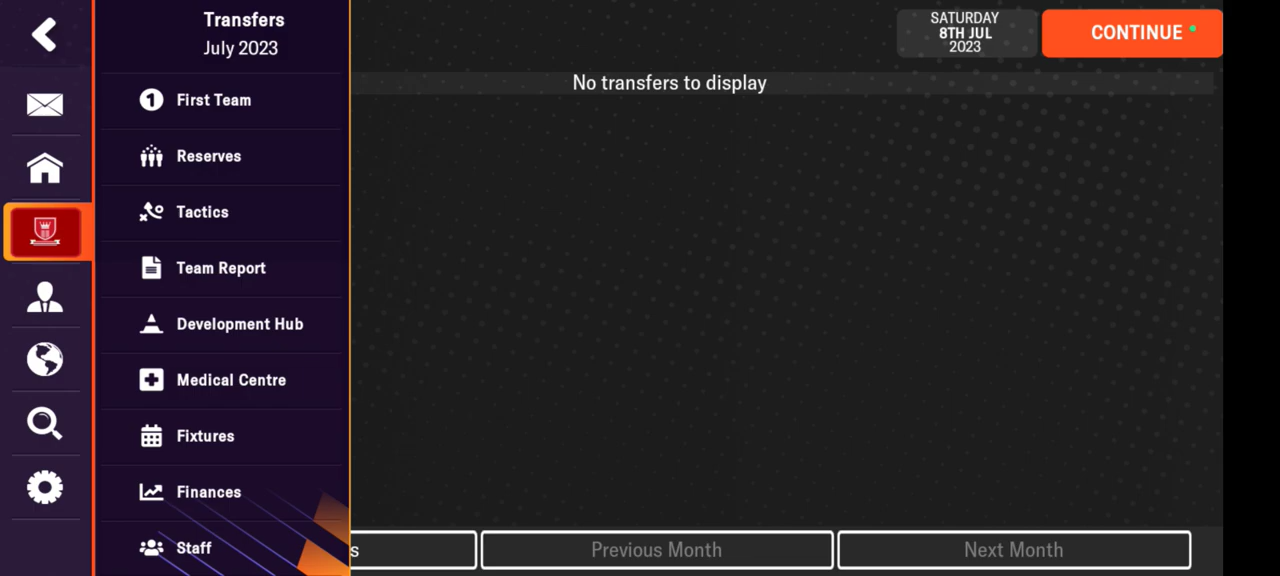 Transfers
July 2023
SATURDAY
8TH JUL
2023
CONTINUE
No transfers to display
1 First Team
Reserves
Tactics
Team Report
Development Hub
Medical Centre
Fixtures
Finances
Staff
s
Previous Month
Next Month